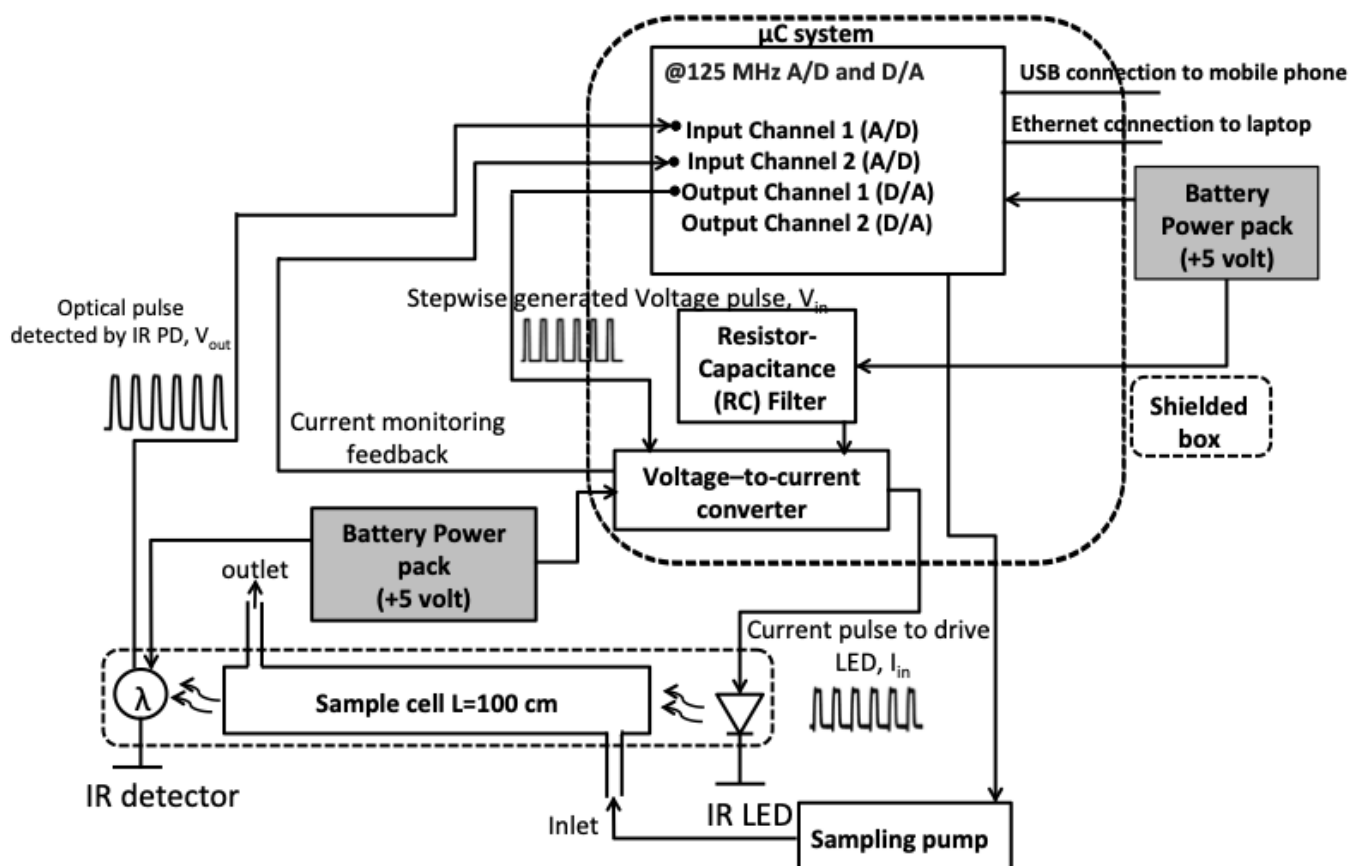 µC system
@125 MHz A/D and D/A
USB connection to mobile phone
Input Channel 1 (A/D)
Ethernet connection to laptop
Input Channel 2 (A/D)
Output Channel 1 (D/A)
Output Channel 2 (D/A)
Battery
Power pack
(+5 volt)
Optical pulse
detected by IR PD, Vout
Stepwise generated Voltage pulse, Vin
Resistor-
Capacitance
(RC) Filter
Shielded
box
Current monitoring
feedback
Voltage–to-current
converter
Battery Power
pack
(+5 volt)
outlet
Current pulse to drive
LED, Iin
λ
Sample cell L=100 cm
IR detector
Inlet
IR LED
Sampling pump